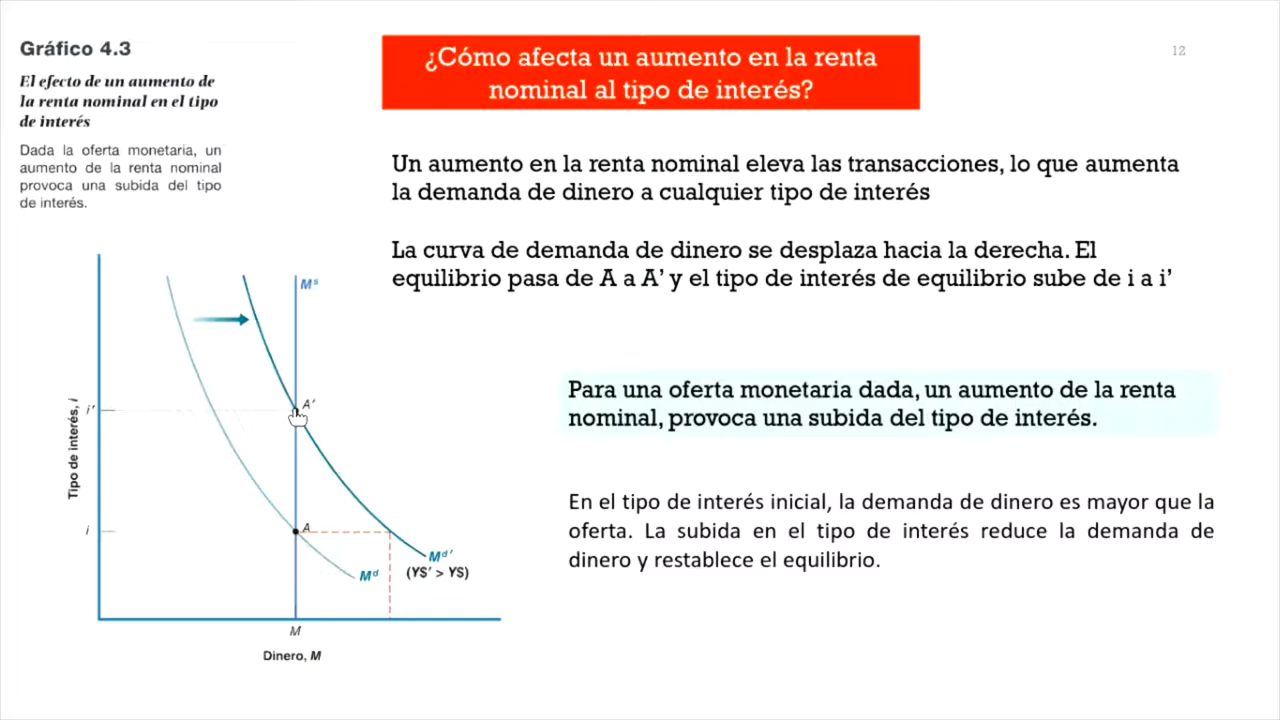 Gráfico 4.3
El efecto de un aumento de
la renta nominal en el tipo
de interés
Dada la oferta monetaria, un
aumento de la renta nominal
provoca una subida del tipo
de interés.
¿Cómo afecta un aumento en la renta
nominal al tipo de interés?
12
Un aumento en la renta nominal eleva las transacciones, lo que aumenta
la demanda de dinero a cualquier tipo de interés
La curva de demanda de dinero se desplaza hacia la derecha. El
equilibrio pasa de A a A’ y el tipo de interés de equilibrio sube de i a i’
Para una oferta monetaria dada, un aumento de la renta
nominal, provoca una subida del tipo de interés.
En el tipo de interés inicial, la demanda de dinero es mayor que la
oferta. La subida en el tipo de interés reduce la demanda de
dinero y restablece el equilibrio.
Mˢ
Tipo de interés, i
i′
A′
i
A
Mᵈ′
(Y$′ > Y$)
Mᵈ
M
Dinero, M